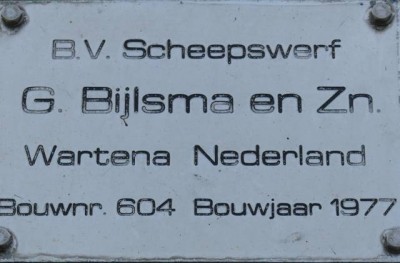 B.V. Scheepswerf
G. Bijlsma en Zn.
Wartena Nederland
Bouwnr. 604 Bouwjaar 1977